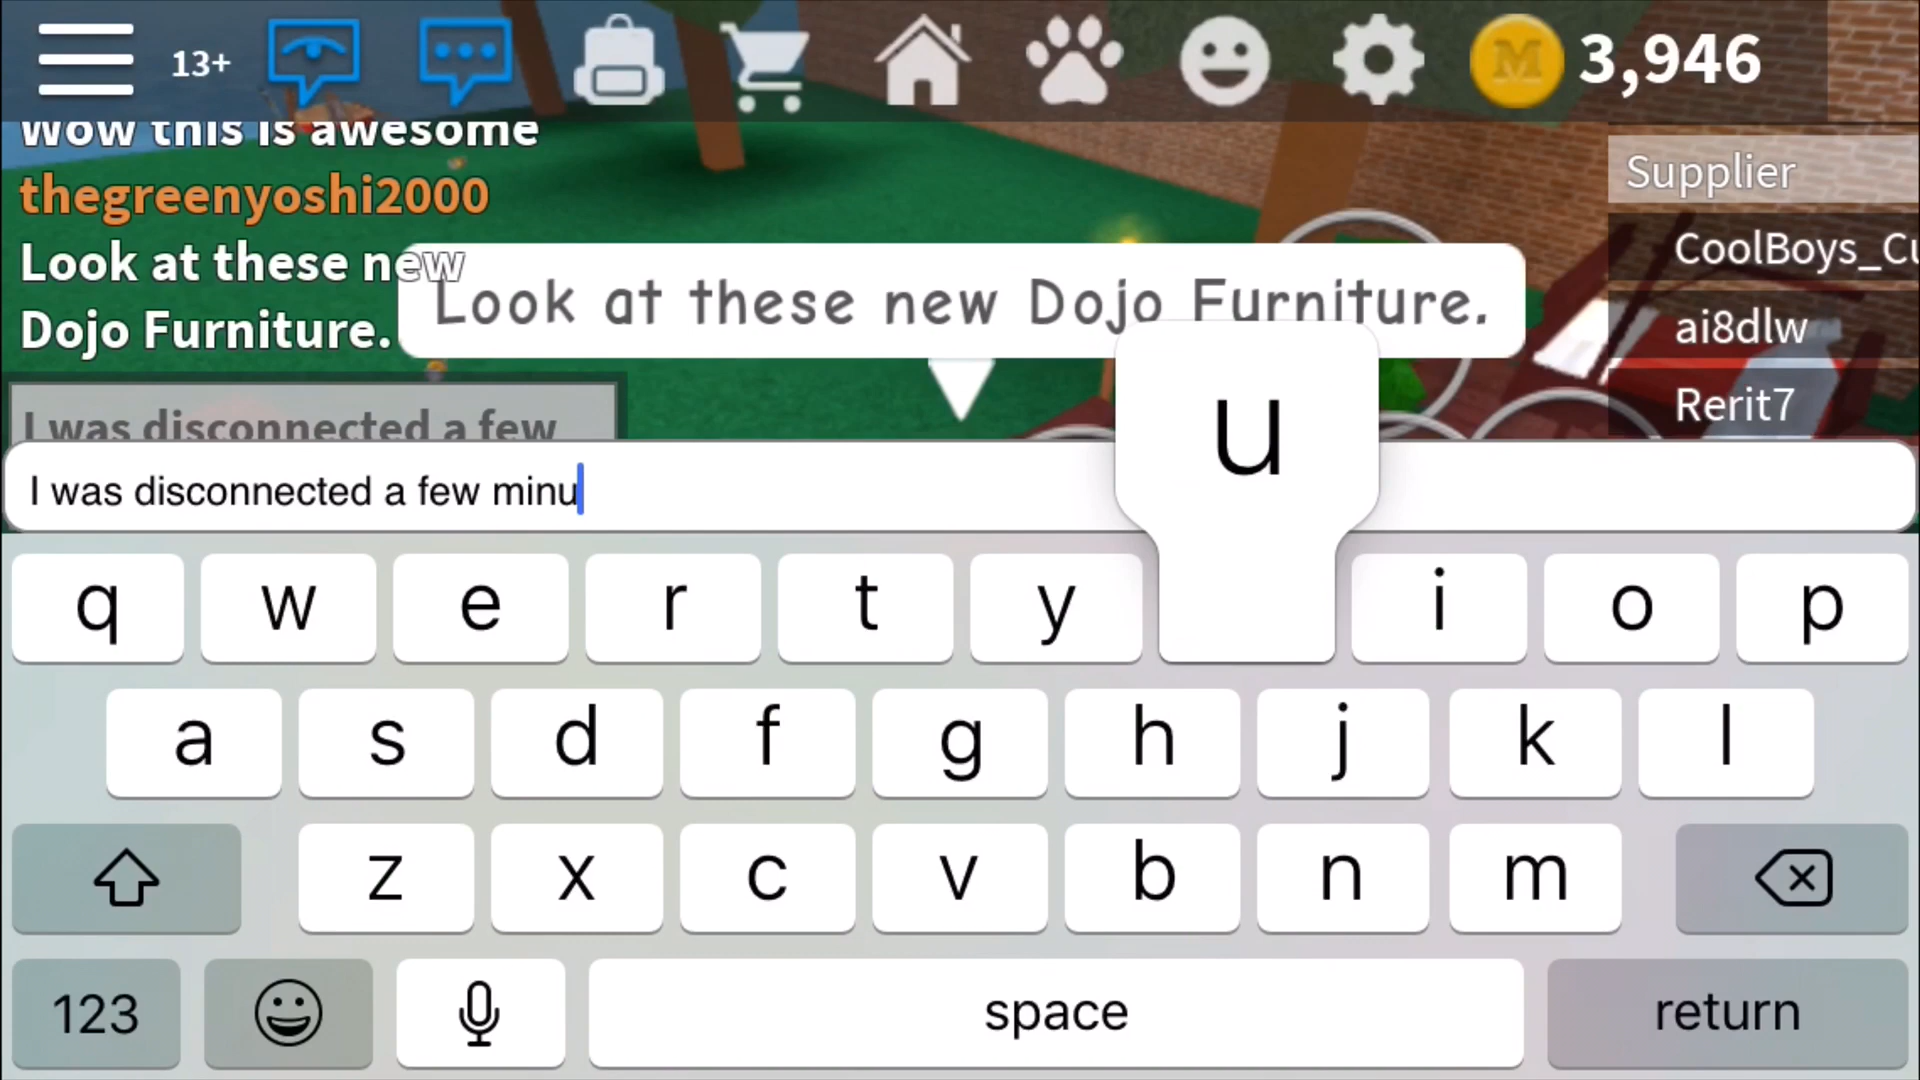 13+
M
3,946
Wow this is awesome
thegreenyoshi2000
Look at these new
Dojo Furniture.
Look at these new Dojo Furniture.
Supplier
CoolBoys_Cu
ai8dlw
Rerit7
I was disconnected a few
I was disconnected a few minu
u
q w e r t y i o p
a s d f g h j k l
z x c v b n m
123 space return